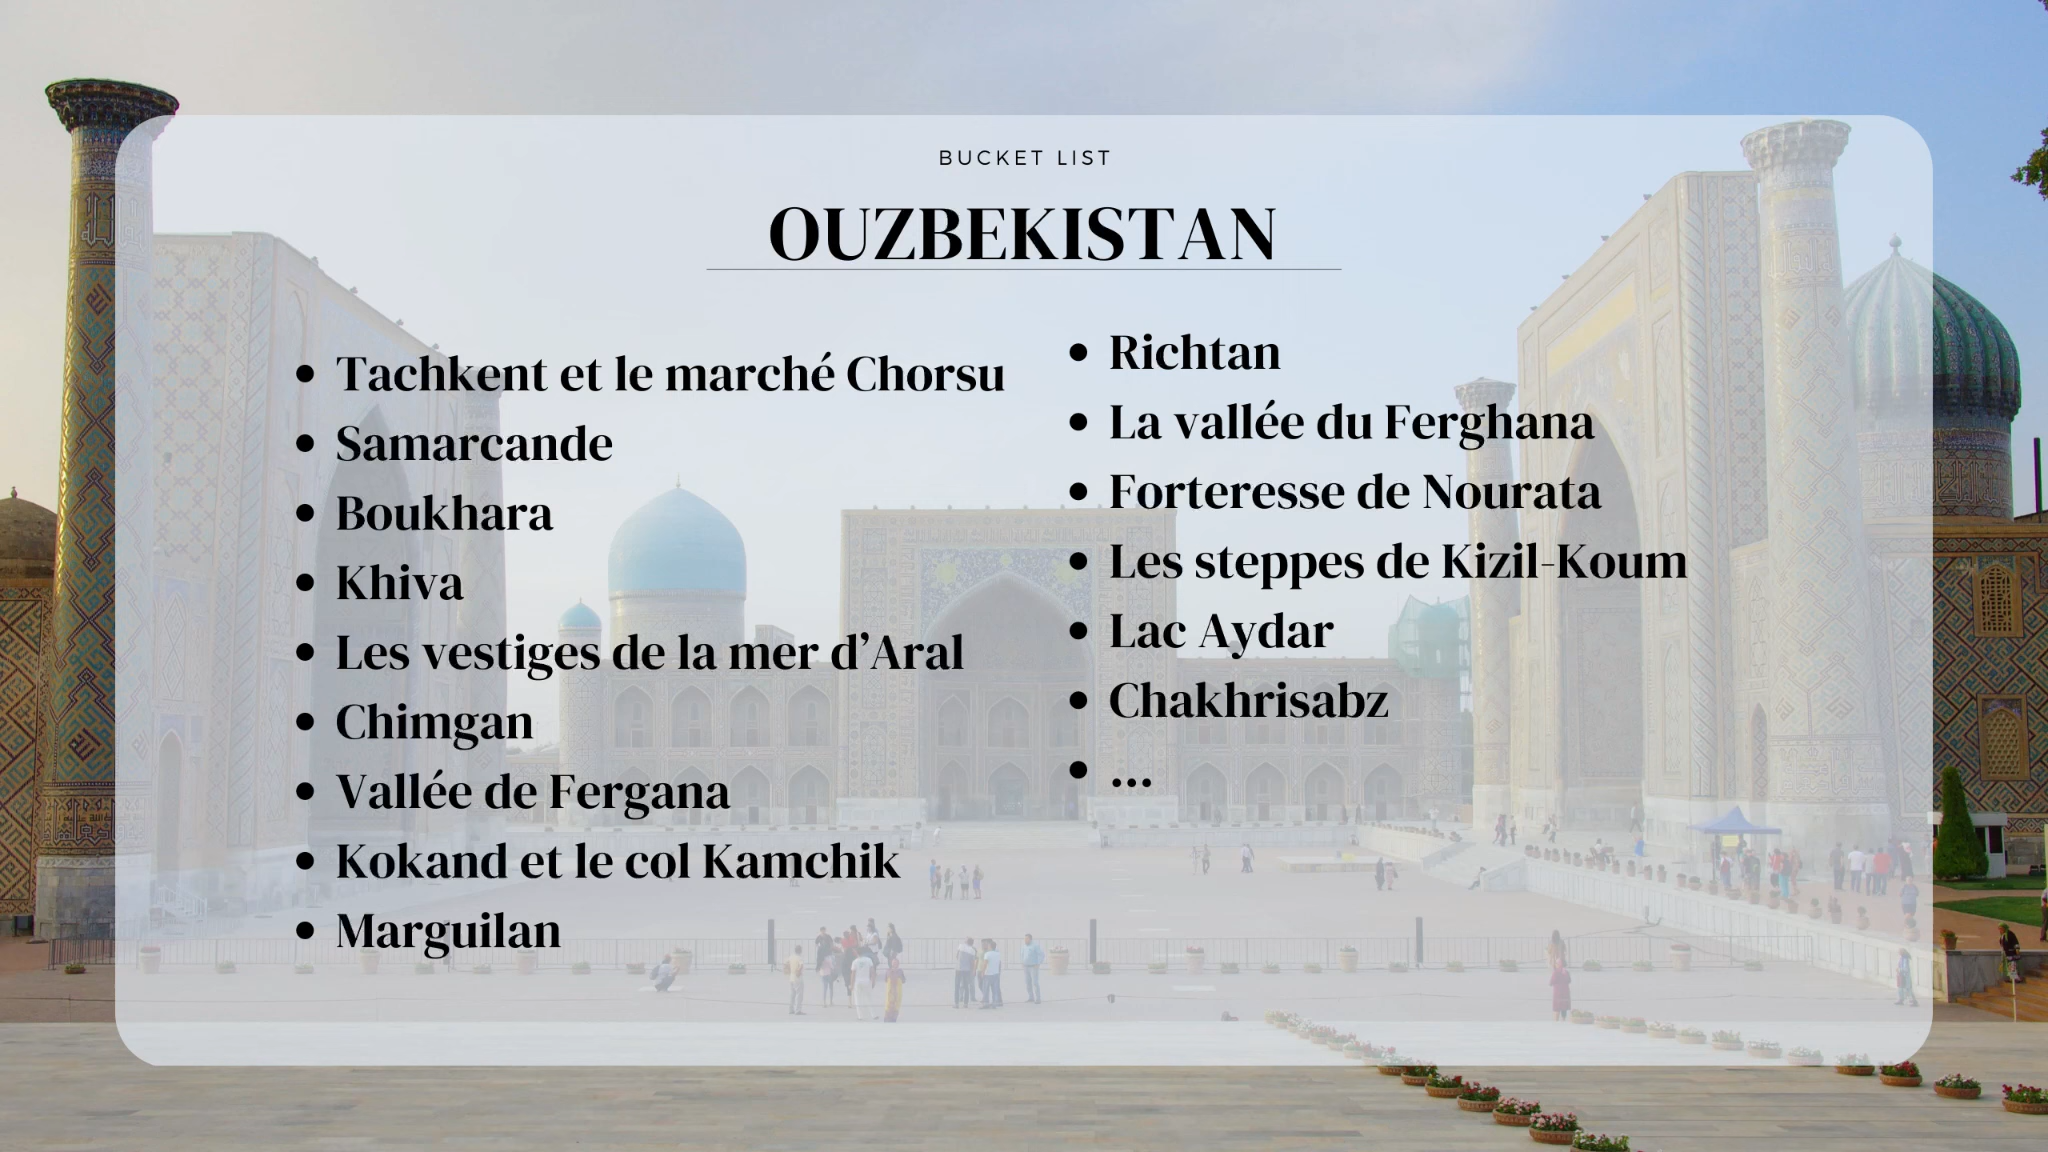 BUCKET LIST
OUZBEKISTAN
• Tachkent et le marché Chorsu
• Samarcande
• Boukhara
• Khiva
• Les vestiges de la mer d’Aral
• Chimgan
• Vallée de Fergana
• Kokand et le col Kamchik
• Marguilan
• Richtan
• La vallée du Ferghana
• Forteresse de Nourata
• Les steppes de Kizil-Koum
• Lac Aydar
• Chakhrisabz
• ...